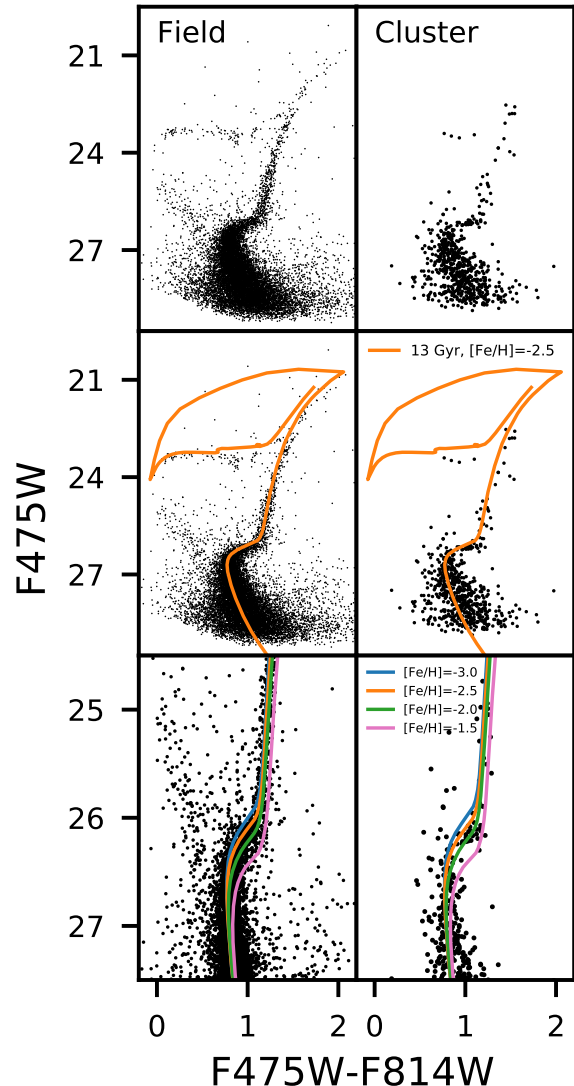 Field
Cluster
21
24
27
F475W
13 Gyr, [Fe/H]=-2.5
21
24
27
[Fe/H]=-3.0
[Fe/H]=-2.5
[Fe/H]=-2.0
[Fe/H]=-1.5
25
26
27
0 1 2
0 1 2
F475W-F814W